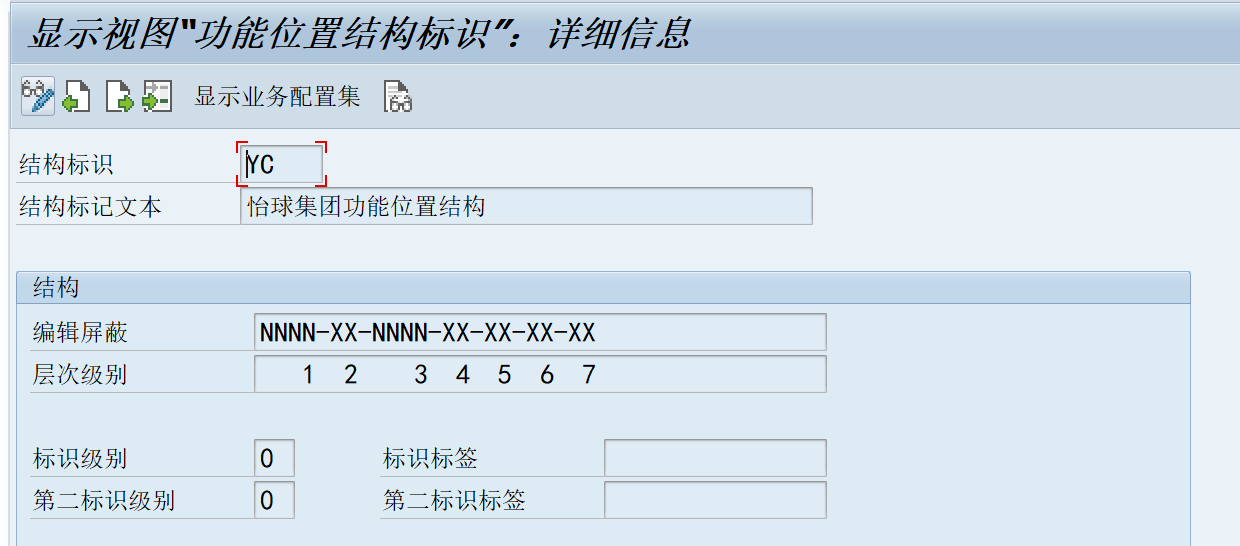 显示视图"功能位置结构标识"：详细信息
显示业务配置集
结构标识 YC
结构标记文本 怡球集团功能位置结构
结构
编辑屏蔽 NNNN-XX-NNNN-XX-XX-XX-XX
层次级别 1 2 3 4 5 6 7
标识级别 0 标识标签
第二标识级别 0 第二标识标签